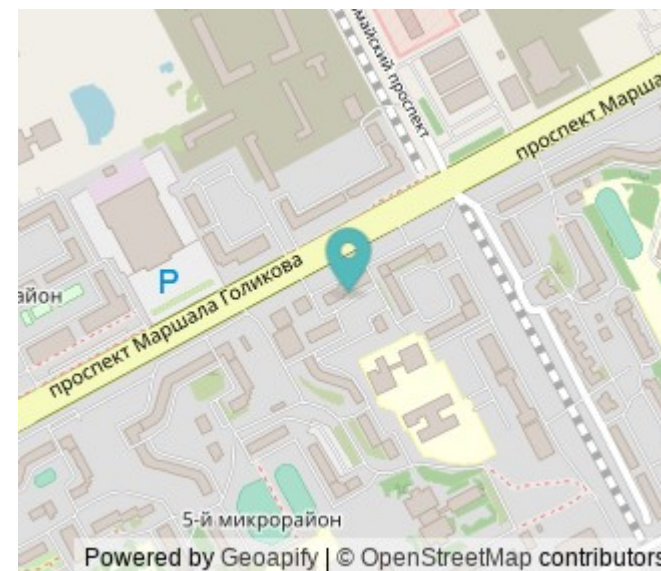 майский проспект
проспект Марша
P
проспект Маршала Голикова
айон
5-й микрорайон
Powered by Geoapify | © OpenStreetMap contributors